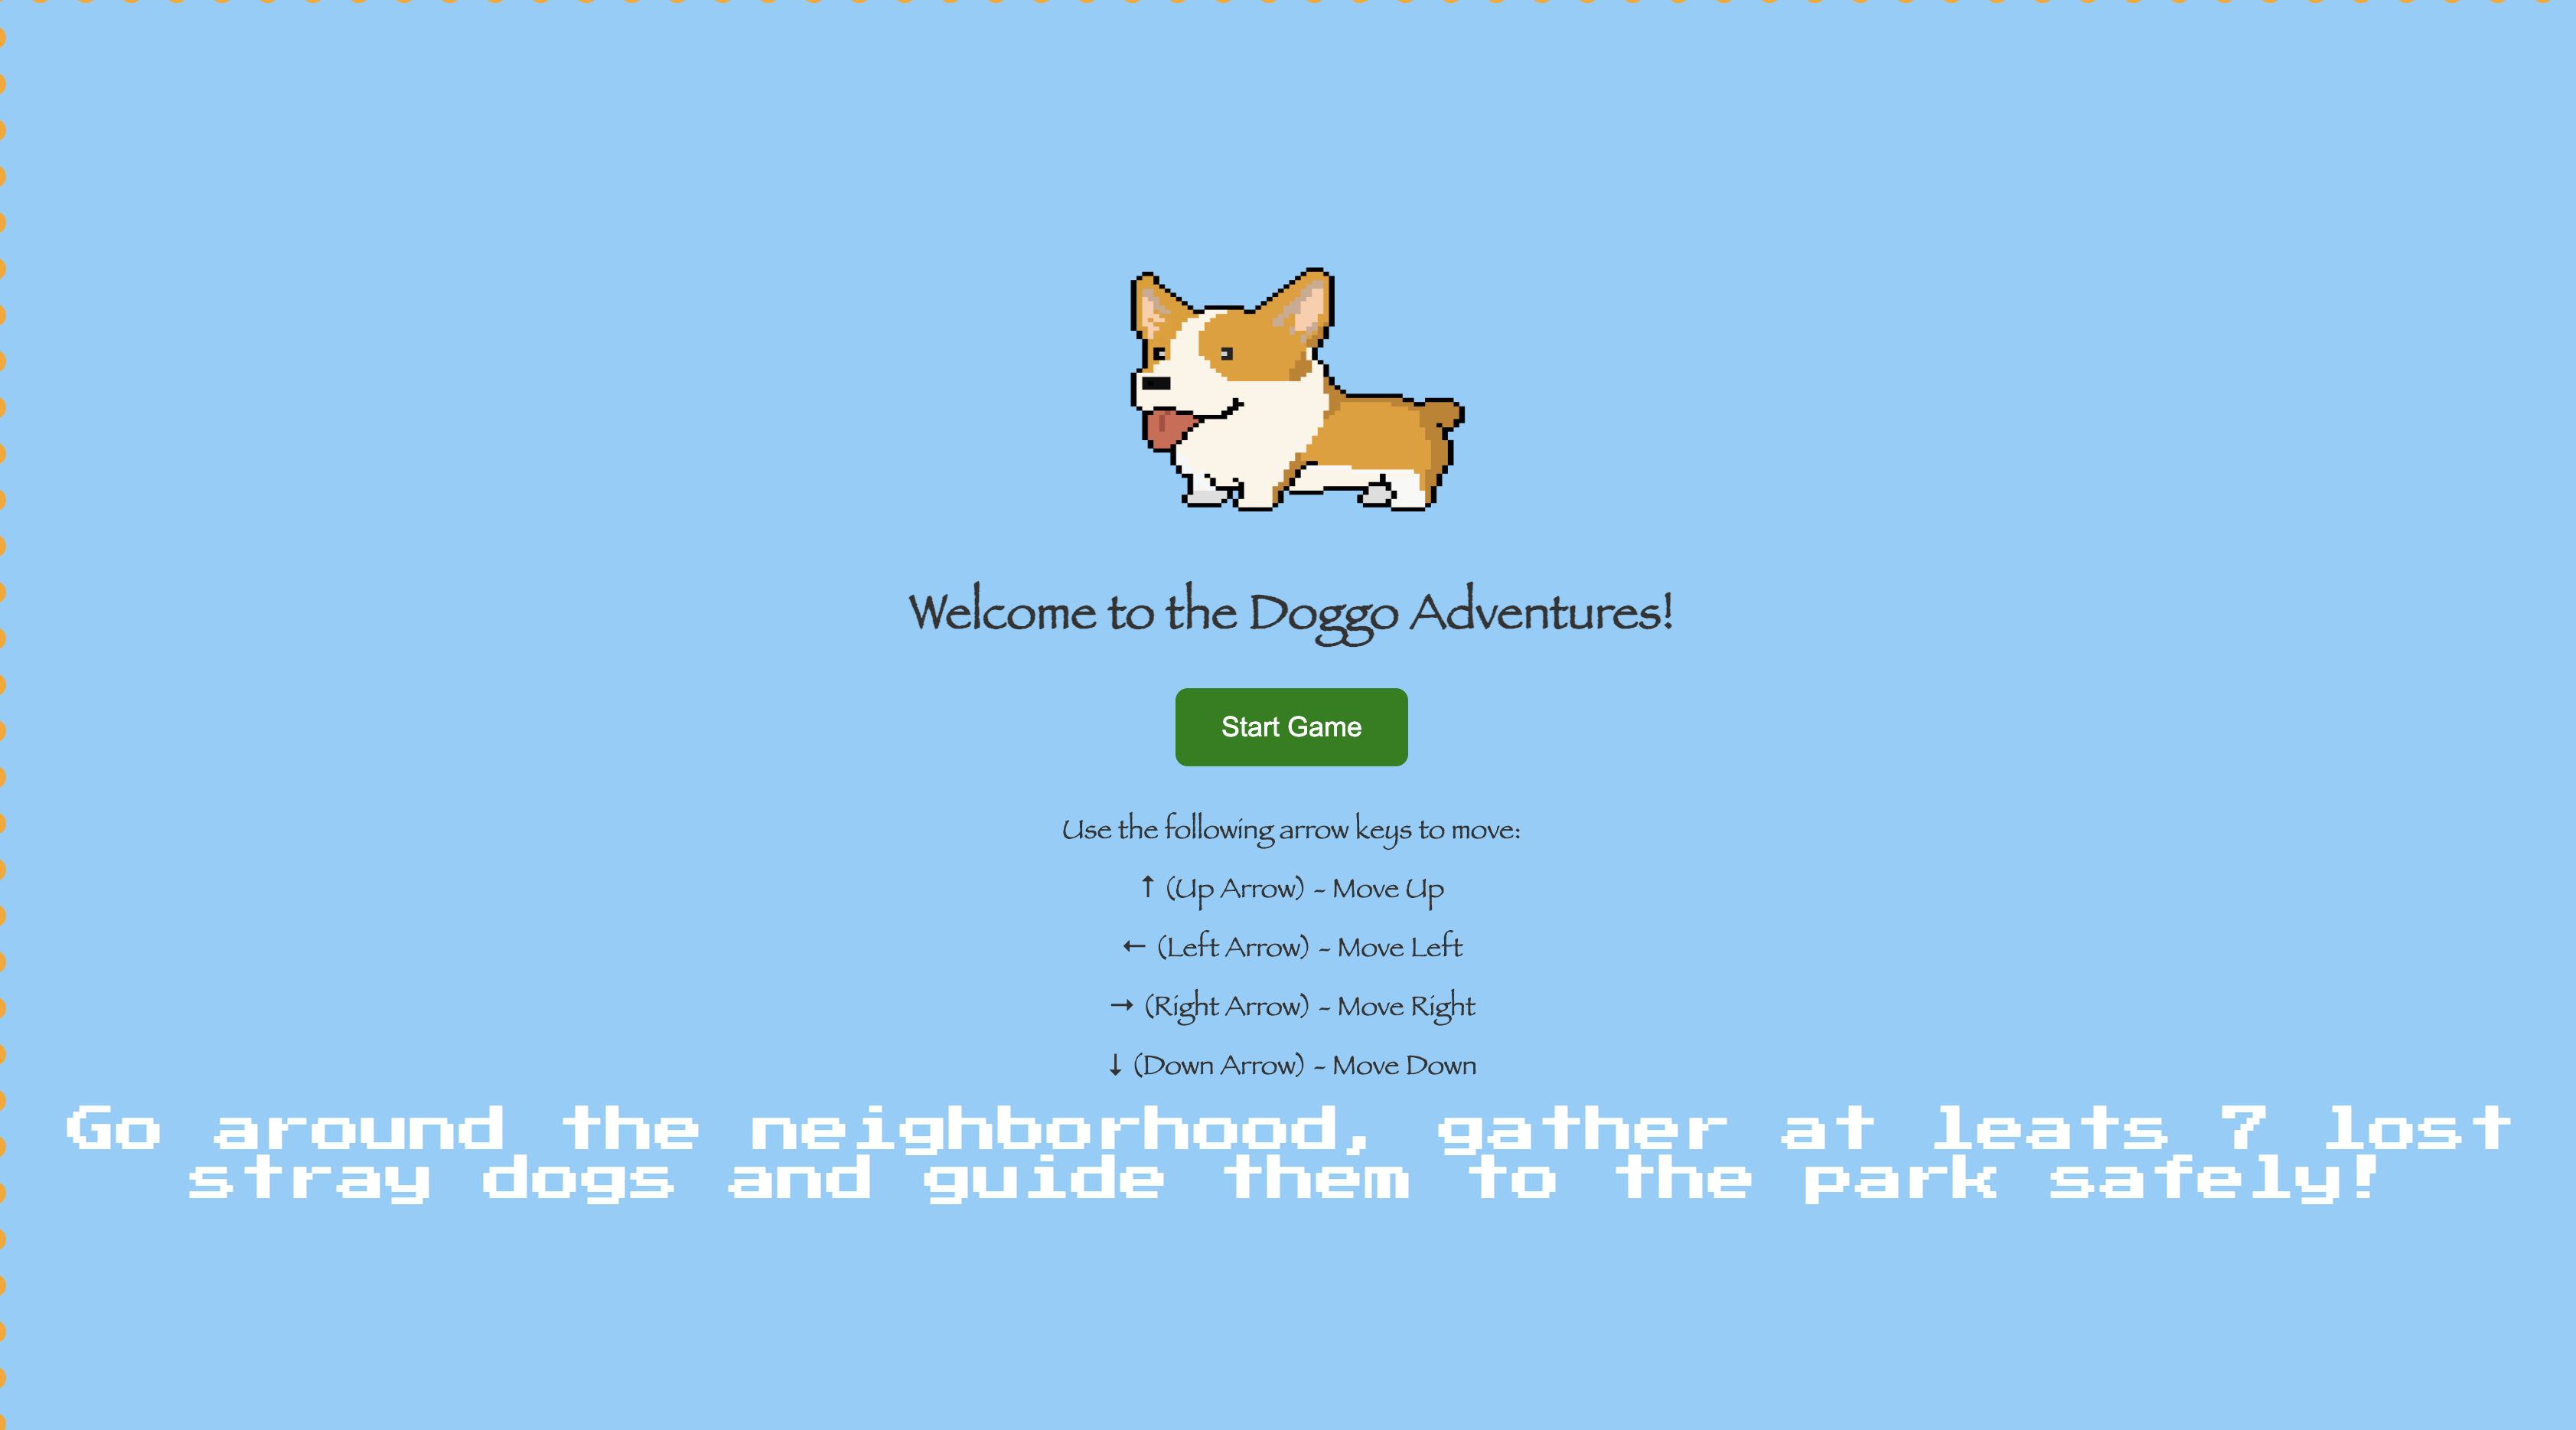 Welcome to the Doggo Adventures!
Start Game
Use the following arrow keys to move:
↑ (Up Arrow) - Move Up
← (Left Arrow) - Move Left
→ (Right Arrow) - Move Right
↓ (Down Arrow) - Move Down
Go around the neighborhood, gather at leats 7 lost
stray dogs and guide them to the park safely!